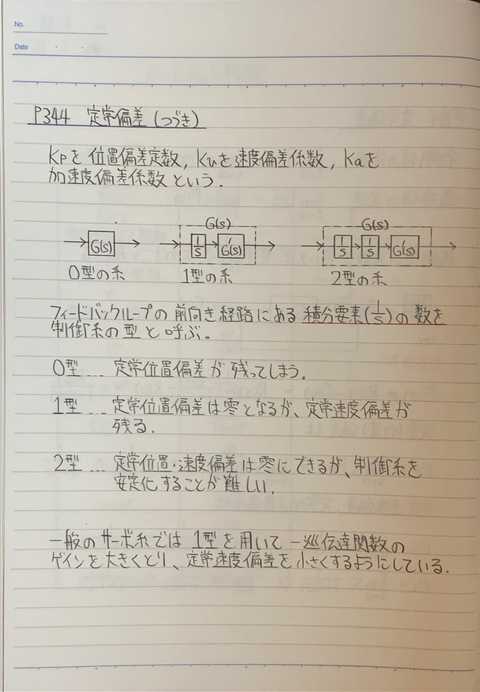 No.
Date
P344 定常偏差(つづき)
Kpを位置偏差定数, Kuを速度偏差係数, Kaを
加速度偏差係数という.
G(s) G(s)
G(s) 1/S G'(s) 1/S 1/S G'(s)
0型の系 1型の系 2型の系
フィードバックループの前向き経路にある積分要素(1/S)の数を
制御系の型と呼ぶ。
0型 … 定常位置偏差が残ってしまう.
1型 … 定常位置偏差は零となるが、定常速度偏差が
残る.
2型 … 定常位置・速度偏差は零にできるが、制御系を
安定化することが難しい.
一般のサーボ系では1型を用いて一巡伝達関数の
ゲインを大きくとり、定常速度偏差を小さくするようにしている.